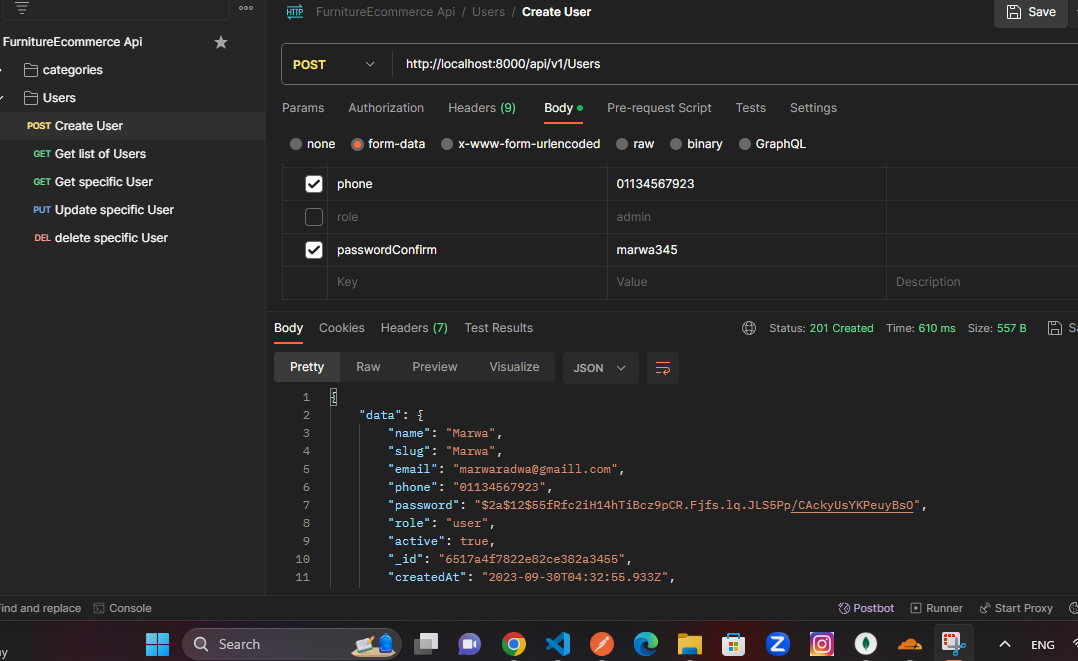 FurnitureEcommerce Api / Users / Create User
Save
FurnitureEcommerce Api
categories
Users
POST Create User
GET Get list of Users
GET Get specific User
PUT Update specific User
DEL delete specific User
POST
http://localhost:8000/api/v1/Users
Params Authorization Headers (9) Body Pre-request Script Tests Settings
none form-data x-www-form-urlencoded raw binary GraphQL
phone 01134567923
role admin
passwordConfirm marwa345
Key Value Description
Body Cookies Headers (7) Test Results
Status: 201 Created Time: 610 ms Size: 557 B
Pretty Raw Preview Visualize JSON
1 {
2 "data": {
3 "name": "Marwa",
4 "slug": "Marwa",
5 "email": "marwaradwa@gmaill.com",
6 "phone": "01134567923",
7 "password": "$2a$12$55fRfc2iH14hTiBcz9pCR.Fjfs.lq.JLS5Pp/CAckyUsYKPeuyBsO",
8 "role": "user",
9 "active": true,
10 "_id": "6517a4f7822e82ce382a3455",
11 "createdAt": "2023-09-30T04:32:55.933Z",
ind and replace Console
Postbot Runner Start Proxy
Search
ENG